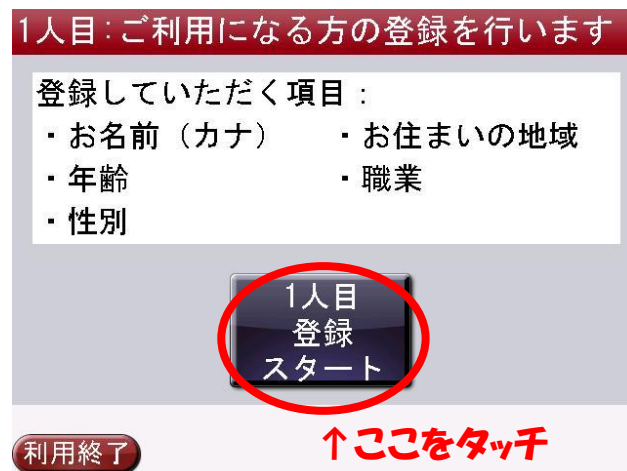 1人目:ご利用になる方の登録を行います
登録していただく項目:
・お名前(カナ) ・お住まいの地域
・年齢 ・職業
・性別
1人目
登録
スタート
↑ここをタッチ
利用終了